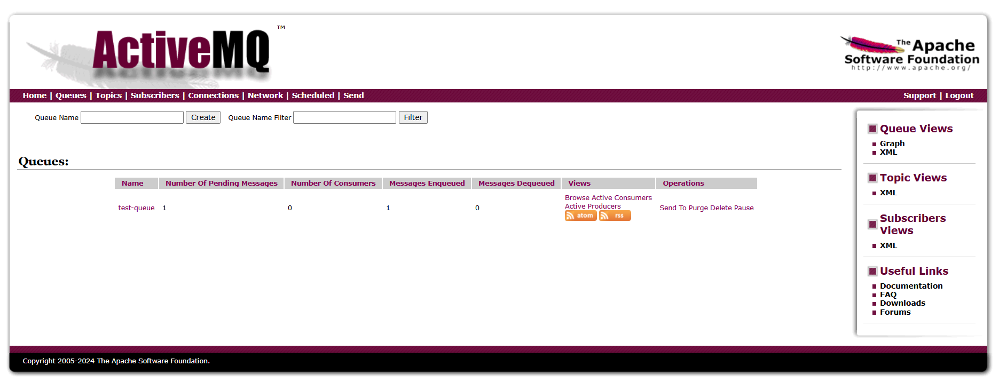 ActiveMQ ™
The Apache
Software Foundation
http://www.apache.org/
Home | Queues | Topics | Subscribers | Connections | Network | Scheduled | Send
Support | Logout
Queue Name Create Queue Name Filter Filter
Queues:
Name Number Of Pending Messages Number Of Consumers Messages Enqueued Messages Dequeued Views Operations
test-queue 1 0 1 0
Browse Active Consumers
Active Producers
atom rss
Send To Purge Delete Pause
Queue Views
Graph
XML
Topic Views
XML
Subscribers
Views
XML
Useful Links
Documentation
FAQ
Downloads
Forums
Copyright 2005-2024 The Apache Software Foundation.